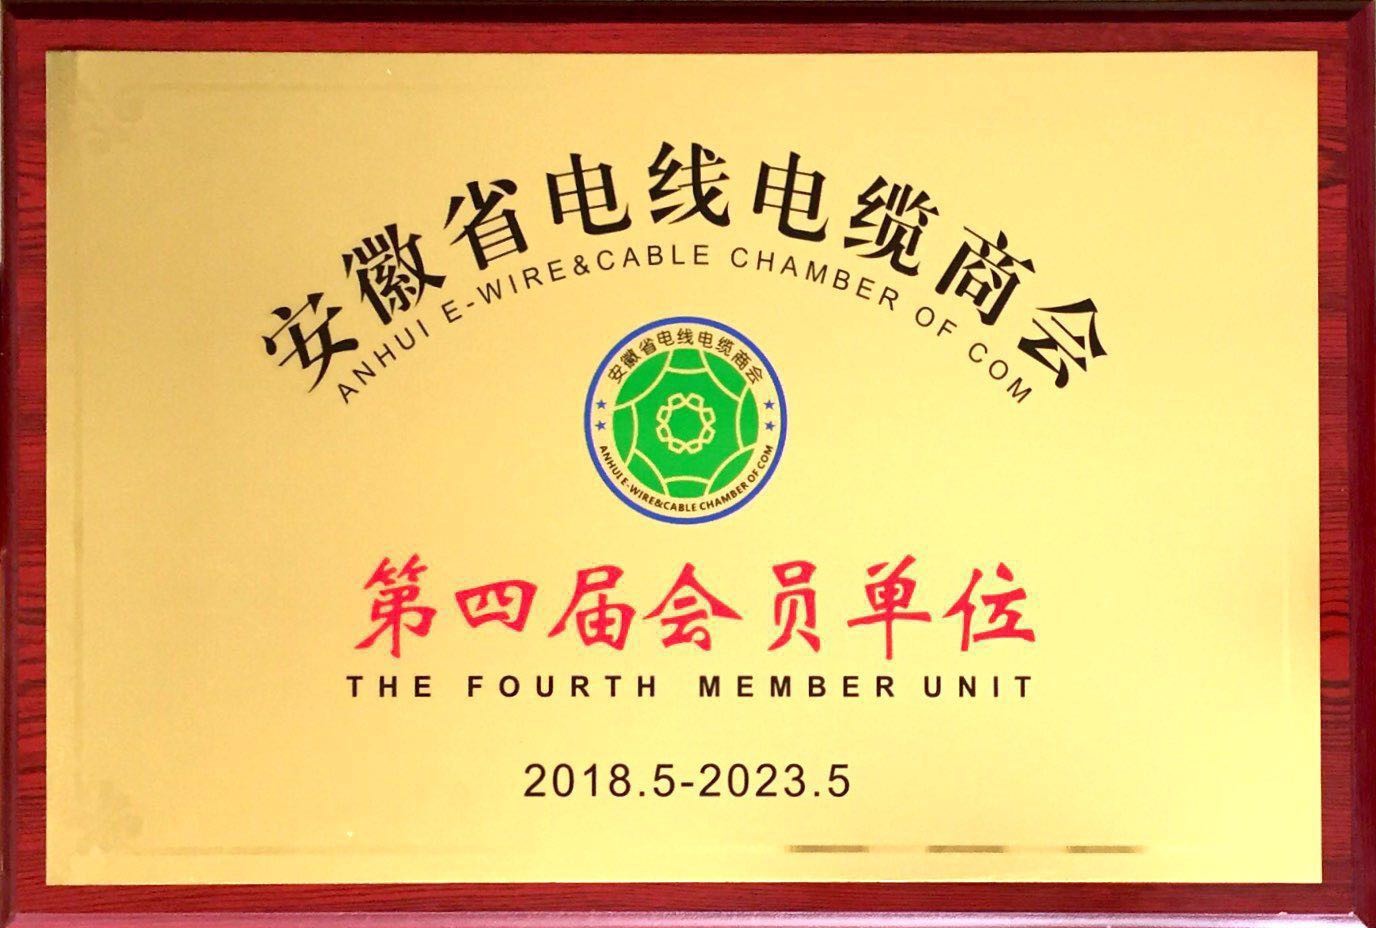 安徽省电线电缆商会
ANHUI E-WIRE&CABLE CHAMBER OF COM
安徽省电线电缆商会
ANHUI E-WIRE&CABLE CHAMBER OF COM
第四届会员单位
THE FOURTH MEMBER UNIT
2018.5-2023.5